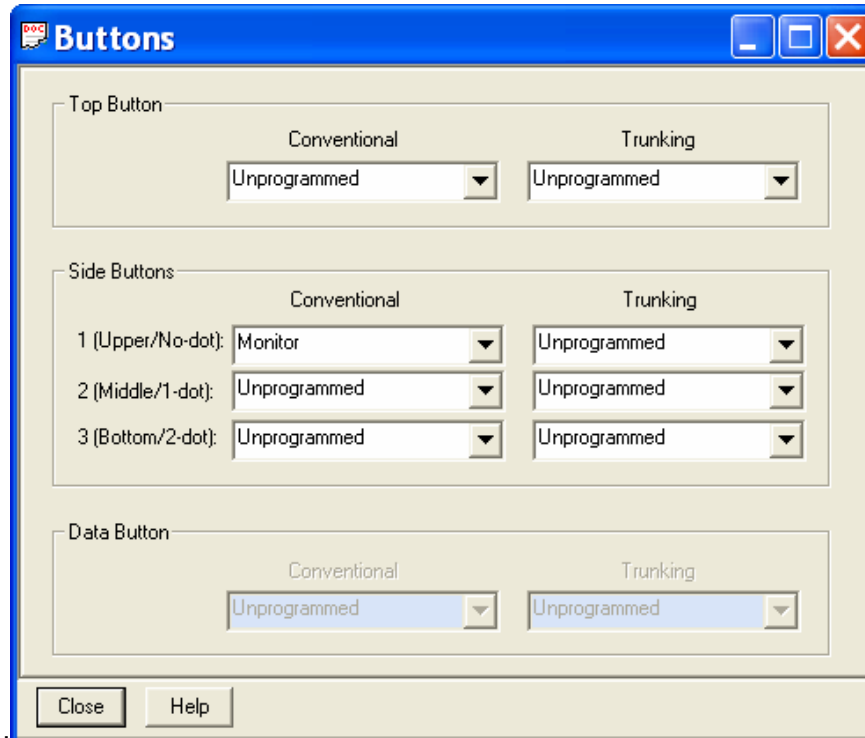 DOC
Buttons
Top Button
Conventional Trunking
Unprogrammed Unprogrammed
Side Buttons
Conventional Trunking
1 (Upper/No-dot): Monitor Unprogrammed
2 (Middle/1-dot): Unprogrammed Unprogrammed
3 (Bottom/2-dot): Unprogrammed Unprogrammed
Data Button
Conventional Trunking
Unprogrammed Unprogrammed
Close Help